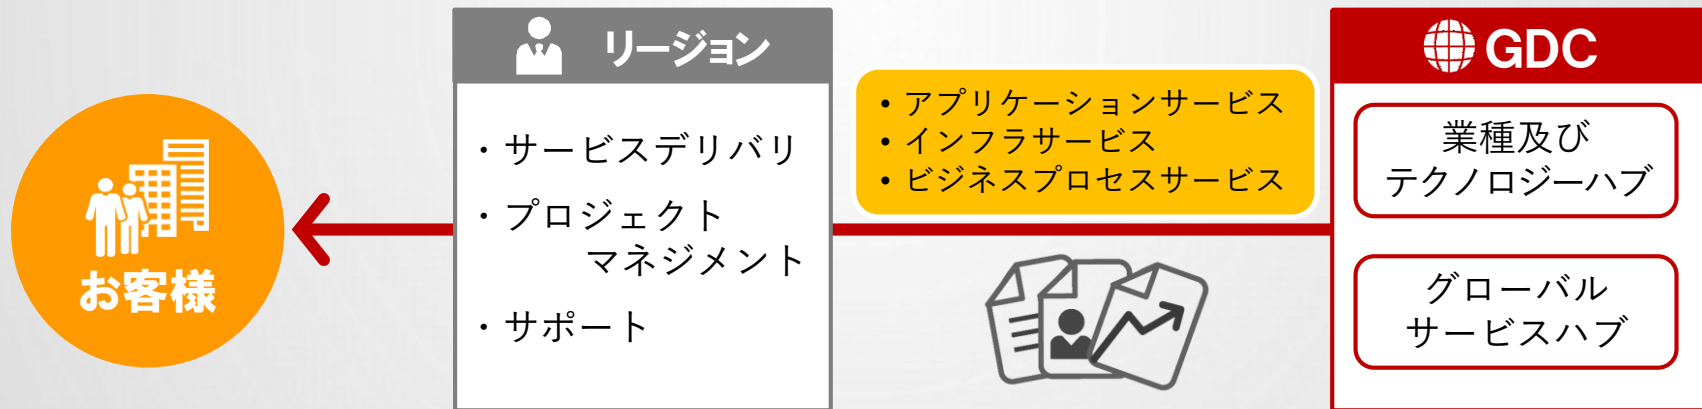 お客様
リージョン
・サービスデリバリ
・プロジェクト
マネジメント
・サポート
• アプリケーションサービス
• インフラサービス
• ビジネスプロセスサービス
GDC
業種及び
テクノロジーハブ
グローバル
サービスハブ